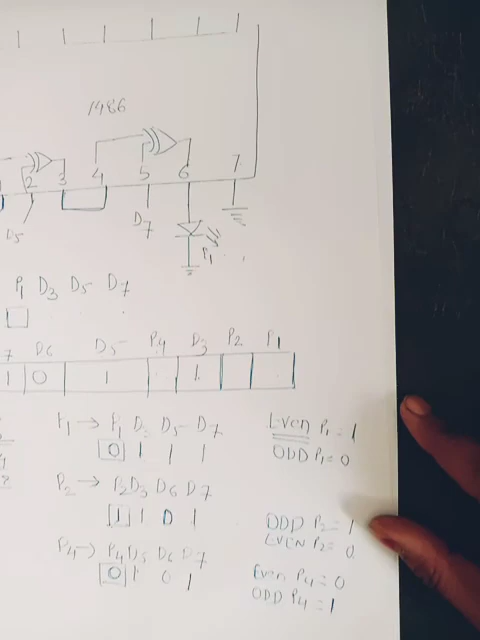 1486
1 2 3 4 5 6 7
D5 D7 P1
P1 D3 D5 D7
7 D6 D5 P4 D3 P2 P1
1 0 1 1
P1 → P1 D3 D5 D7
0 1 1 1
Even P1 = 1
ODD P1 = 0
P2 → P2 D3 D6 D7
1 1 0 1
ODD P2 = 1
EVEN P2 = 0
P4 → P4 D5 D6 D7
0 1 0 1
Even P4 = 0
ODD P4 = 1